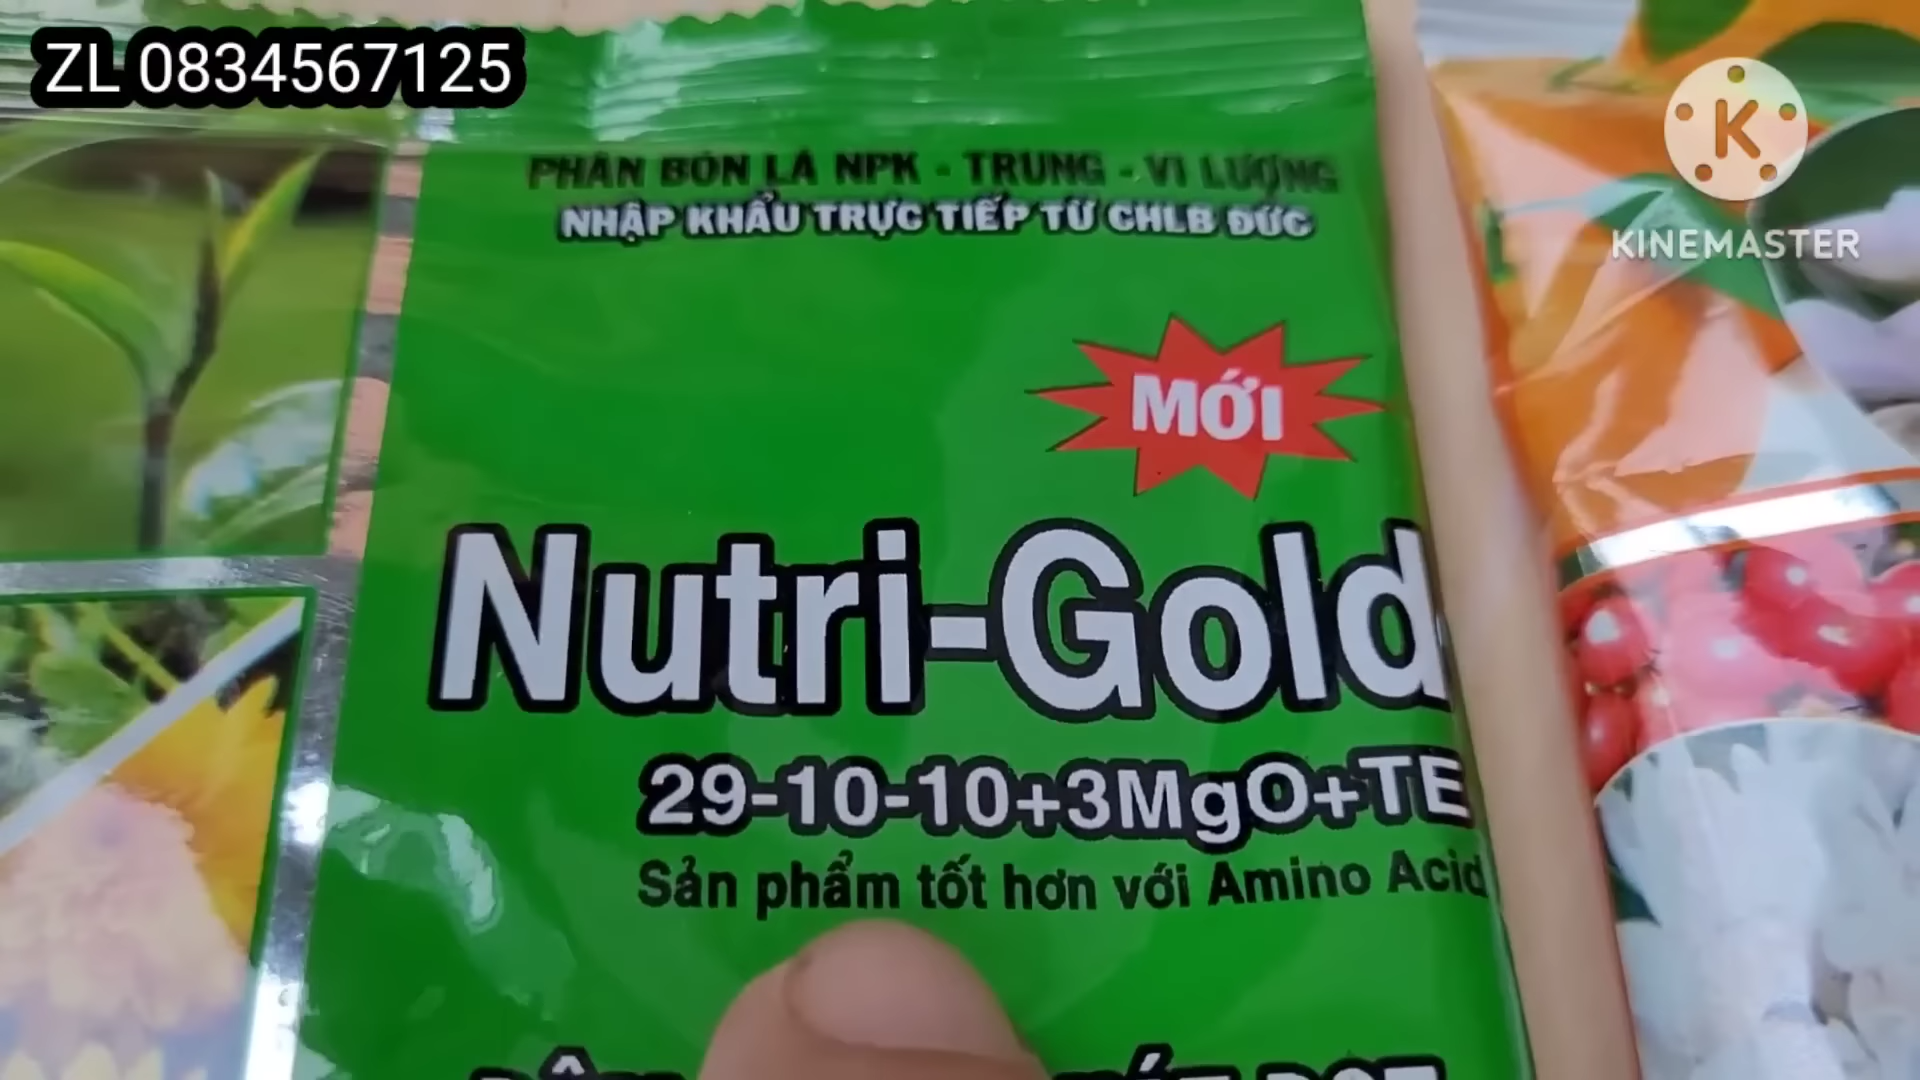 ZL 0834567125
PHÂN BÓN LÁ NPK - TRUNG - VI LƯỢNG
NHẬP KHẨU TRỰC TIẾP TỪ CHLB ĐỨC
K
KINEMASTER
MỚI
Nutri-Gold
29-10-10+3MgO+TE
Sản phẩm tốt hơn với Amino Acid